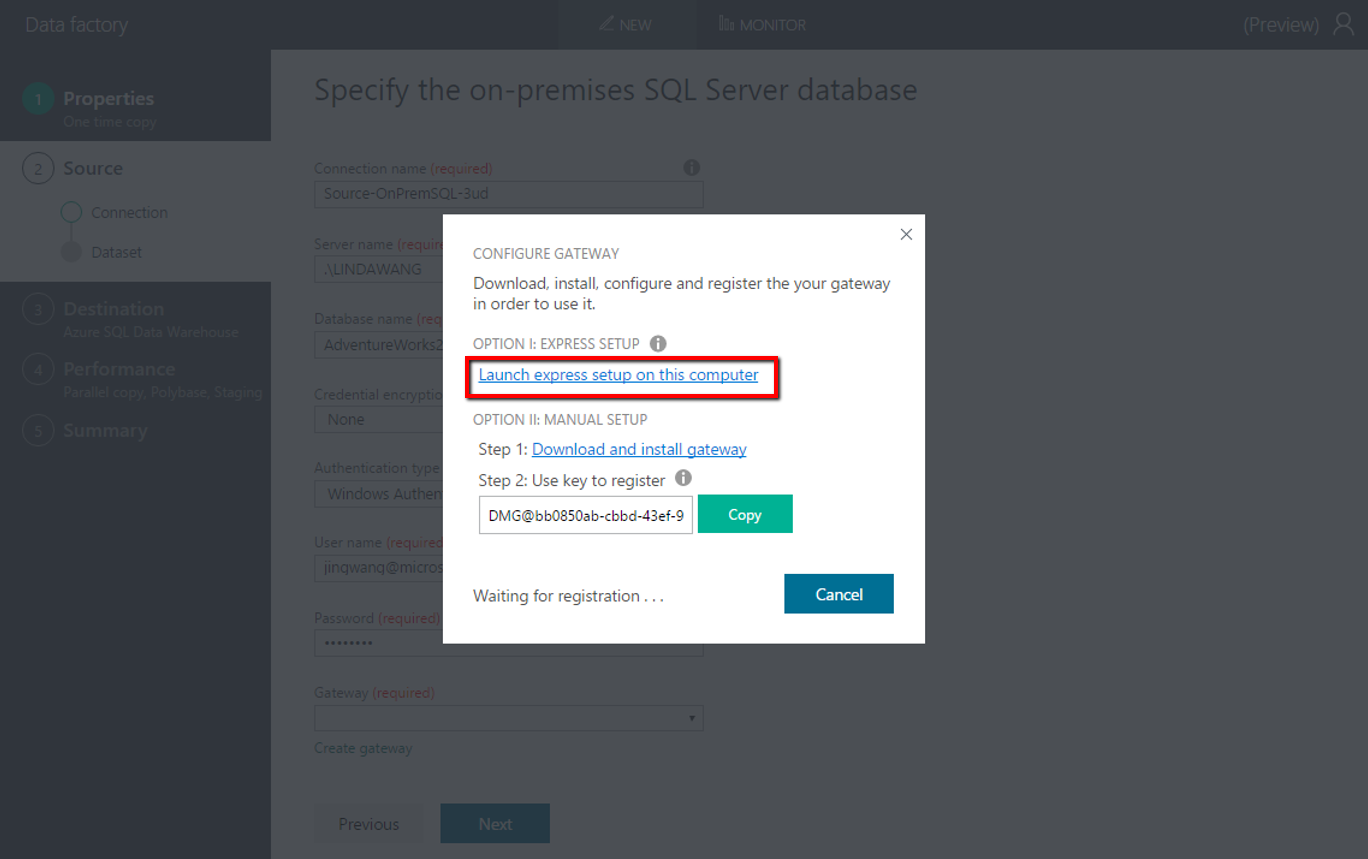 Data factory
NEW
MONITOR
(Preview)
1 Properties
One time copy
2 Source
Connection
Dataset
3 Destination
Azure SQL Data Warehouse
4 Performance
Parallel copy, Polybase, Staging
5 Summary
Specify the on-premises SQL Server database
Connection name (required)
Source-OnPremSQL-3ud
Server name (require
.\LINDAWANG
Database name (req
AdventureWorks2
Credential encryptio
None
Authentication type
Windows Authen
User name (required
jingwang@micros
Password (required)
••••••••
Gateway (required)
Create gateway
Previous
Next
CONFIGURE GATEWAY
Download, install, configure and register the your gateway
in order to use it.
OPTION I: EXPRESS SETUP
Launch express setup on this computer
OPTION II: MANUAL SETUP
Step 1: Download and install gateway
Step 2: Use key to register
DMG@bb0850ab-cbbd-43ef-9
Copy
Waiting for registration . . .
Cancel